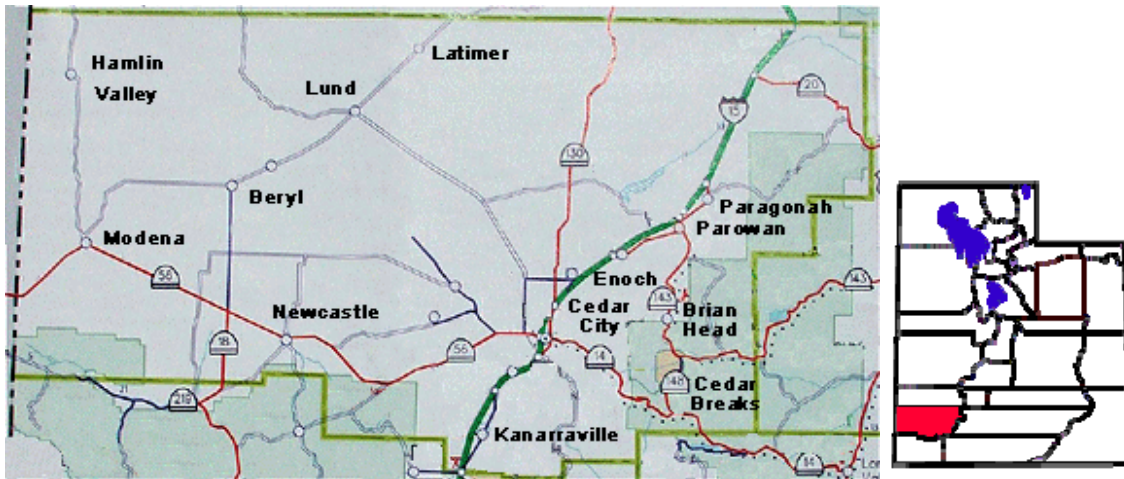 Hamlin
Valley
Latimer
Lund
20
15
130
Beryl
Paragonah
Parowan
Modena
56
Enoch
143
Newcastle
Cedar
City
143
Brian
Head
18
56
14
148
Cedar
Breaks
219
Kanarraville
14